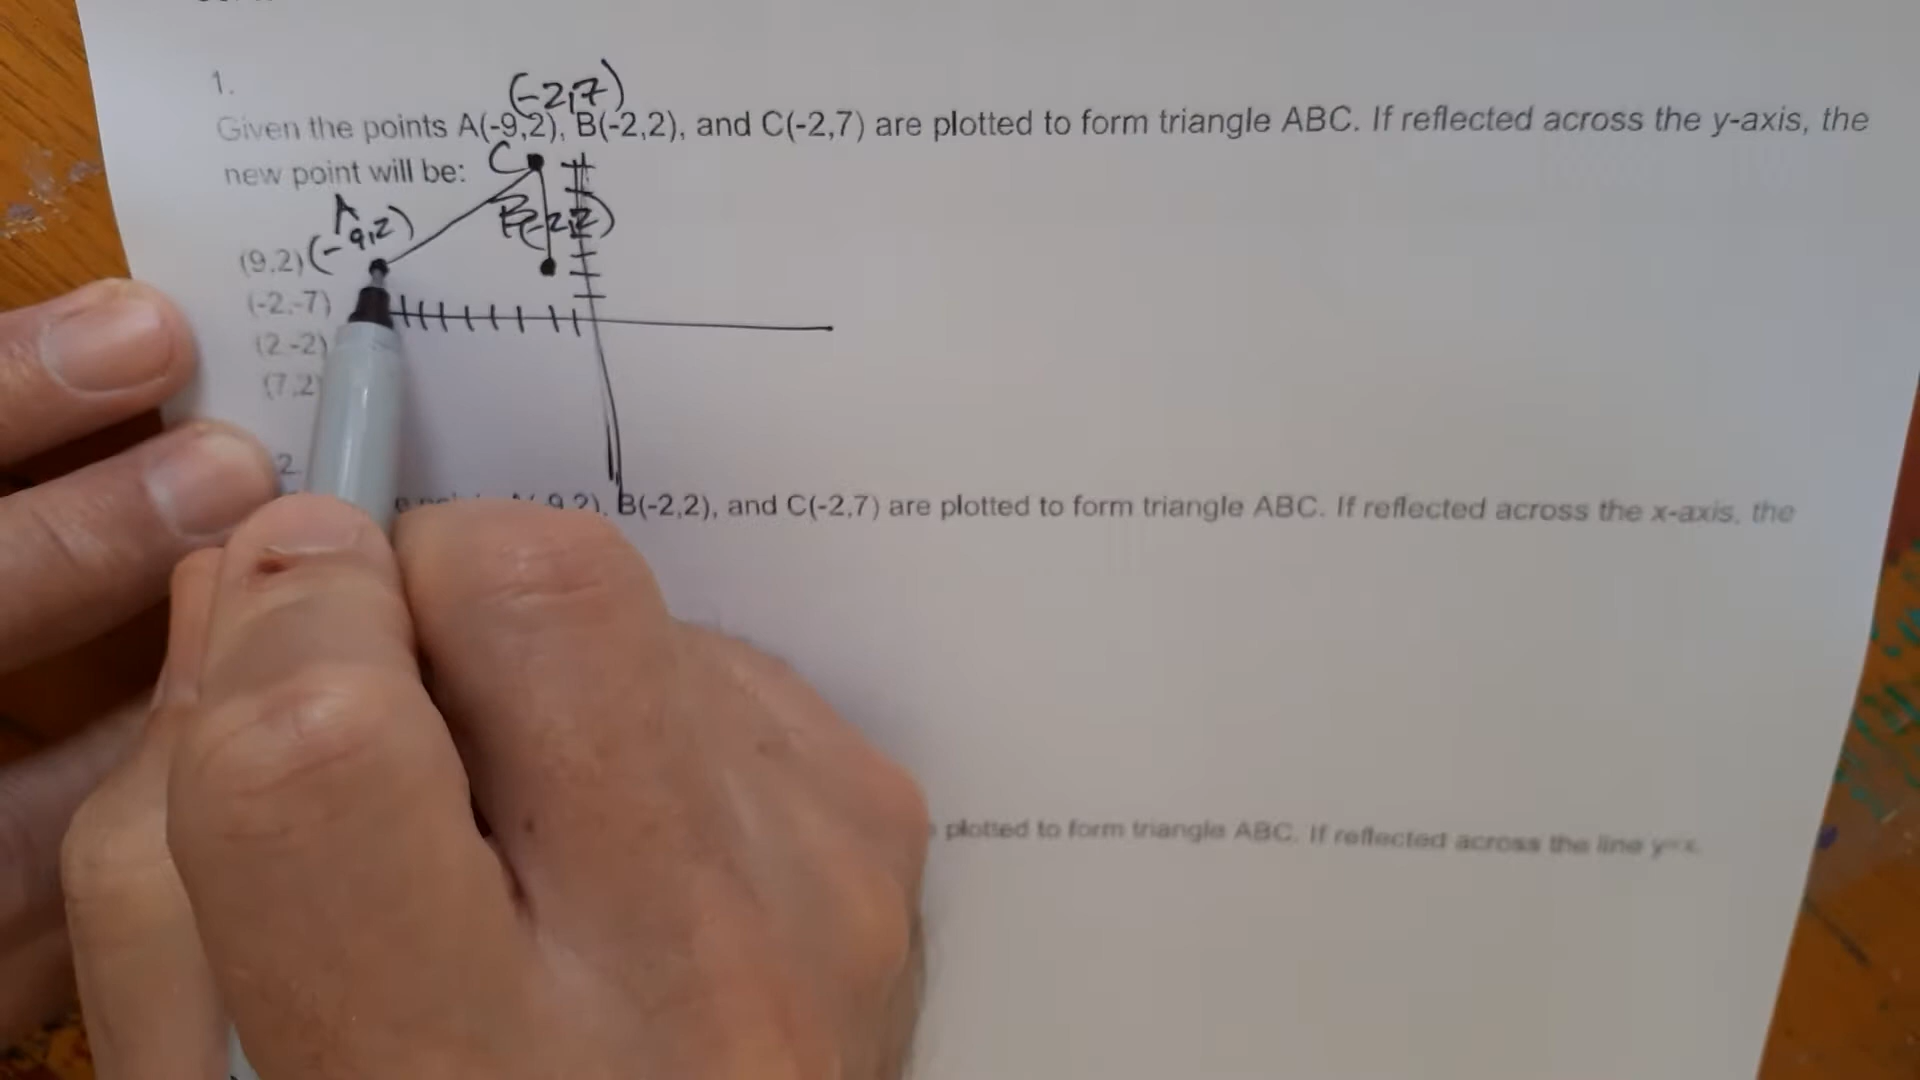 1.
(-2,7)
Given the points A(-9,2), B(-2,2), and C(-2,7) are plotted to form triangle ABC. If reflected across the y-axis, the
new point will be:
C
A
B(-2,2)
(9,2) (-9,2)
(-2,-7)
(2,-2)
(7,2)
2.
B(-2,2), and C(-2,7) are plotted to form triangle ABC. If reflected across the x-axis, the
plotted to form triangle ABC. If reflected across the line y=x,